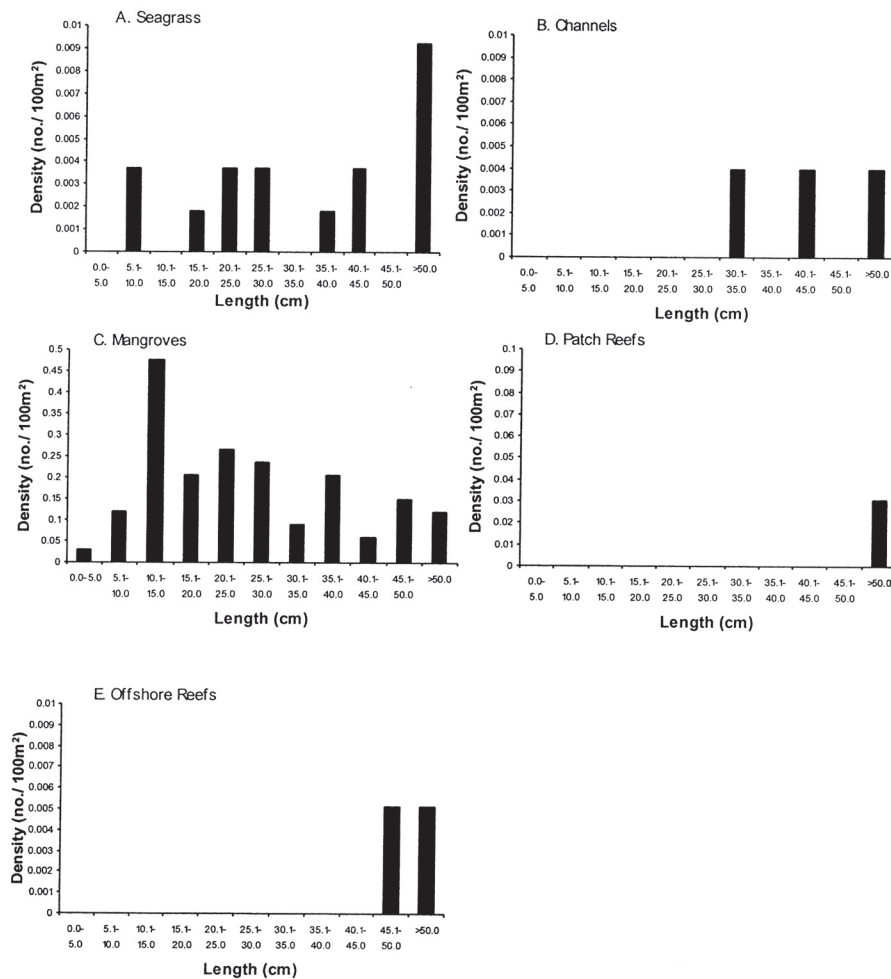 A. Seagrass
0.01
0.009
0.008
0.007
0.006
0.005
0.004
0.003
0.002
0.001
0
Density (no./ 100m²)
0.0- 5.1- 10.1- 15.1- 20.1- 25.1- 30.1- 35.1- 40.1- 45.1- >50.0
5.0 10.0 15.0 20.0 25.0 30.0 35.0 40.0 45.0 50.0
Length (cm)
B. Channels
0.01
0.009
0.008
0.007
0.006
0.005
0.004
0.003
0.002
0.001
0
Density (no./ 100m²)
0.0- 5.1- 10.1- 15.1- 20.1- 25.1- 30.1- 35.1- 40.1- 45.1- >50.0
5.0 10.0 15.0 20.0 25.0 30.0 35.0 40.0 45.0 50.0
Length (cm)
C. Mangroves
0.5
0.45
0.4
0.35
0.3
0.25
0.2
0.15
0.1
0.05
0
Density (no./ 100m²)
0.0- 5.0 5.1- 10.1- 15.1- 20.1- 25.1- 30.1- 35.1- 40.1- 45.1- >50.0
10.0 15.0 20.0 25.0 30.0 35.0 40.0 45.0 50.0
Length (cm)
D. Patch Reefs
0.1
0.09
0.08
0.07
0.06
0.05
0.04
0.03
0.02
0.01
0
Density (no./ 100m²)
0.0- 5.1- 10.1- 15.1- 20.1- 25.1- 30.1- 35.1- 40.1- 45.1- >50.0
5.0 10.0 15.0 20.0 25.0 30.0 35.0 40.0 45.0 50.0
Length (cm)
E. Offshore Reefs
0.01
0.009
0.008
0.007
0.006
0.005
0.004
0.003
0.002
0.001
0
Density (no./ 100m²)
0.0- 5.1- 10.1- 15.1- 20.1- 25.1- 30.1- 35.1- 40.1- 45.1- >50.0
5.0 10.0 15.0 20.0 25.0 30.0 35.0 40.0 45.0 50.0
Length (cm)